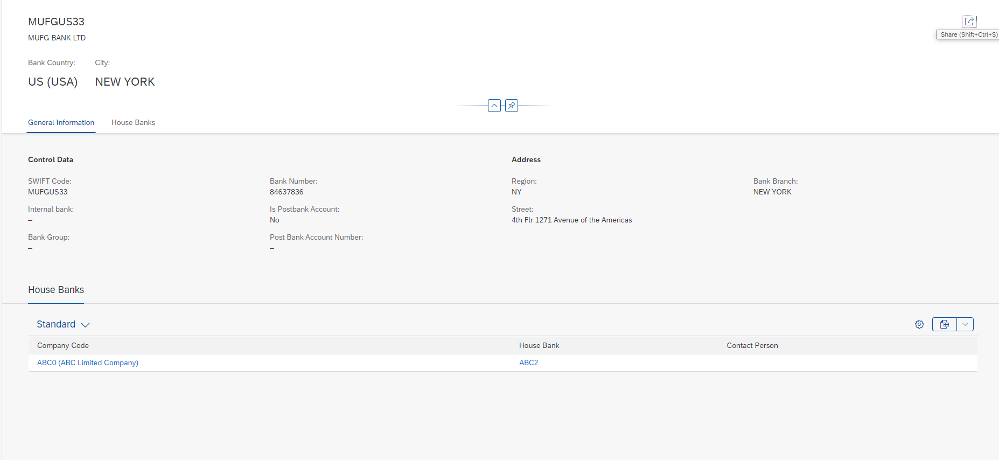 MUFGUS33
MUFG BANK LTD
Share (Shift+Ctrl+S)
Bank Country: City:
US (USA) NEW YORK
General Information House Banks
Control Data Address
SWIFT Code: Bank Number: Region: Bank Branch:
MUFGUS33 84637836 NY NEW YORK
Internal bank: Is Postbank Account: Street:
– No 4th Flr 1271 Avenue of the Americas
Bank Group: Post Bank Account Number:
– –
House Banks
Standard
Company Code House Bank Contact Person
ABC0 (ABC Limited Company) ABC2